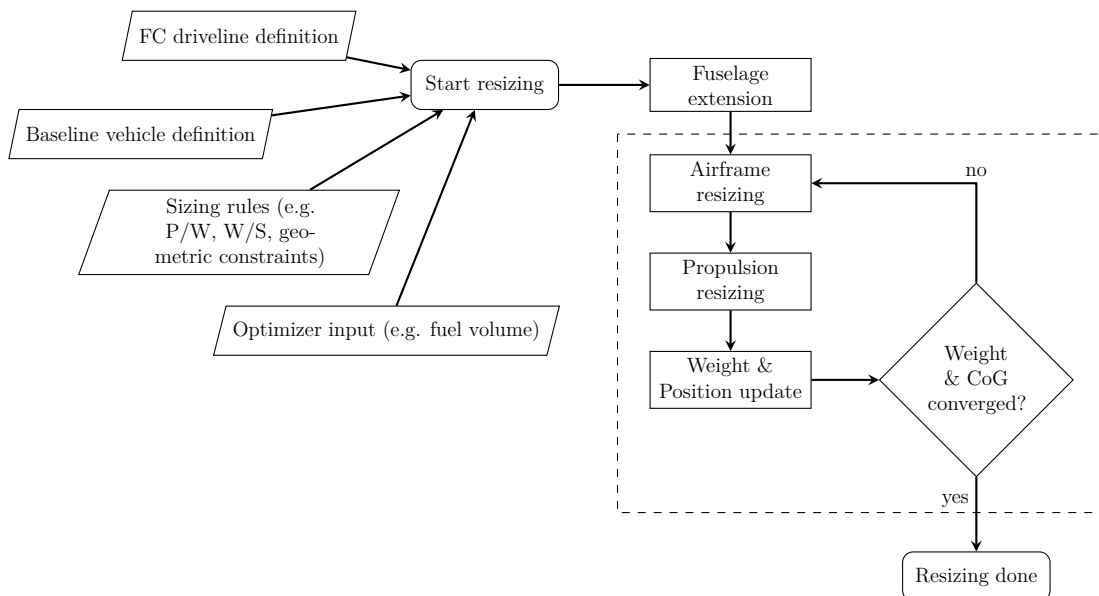 FC driveline definition
Start resizing
Fuselage
extension
Baseline vehicle definition
Sizing rules (e.g.
P/W, W/S, geo-
metric constraints)
Optimizer input (e.g. fuel volume)
Airframe
resizing
no
Propulsion
resizing
Weight &
Position update
Weight
& CoG
converged?
yes
Resizing done